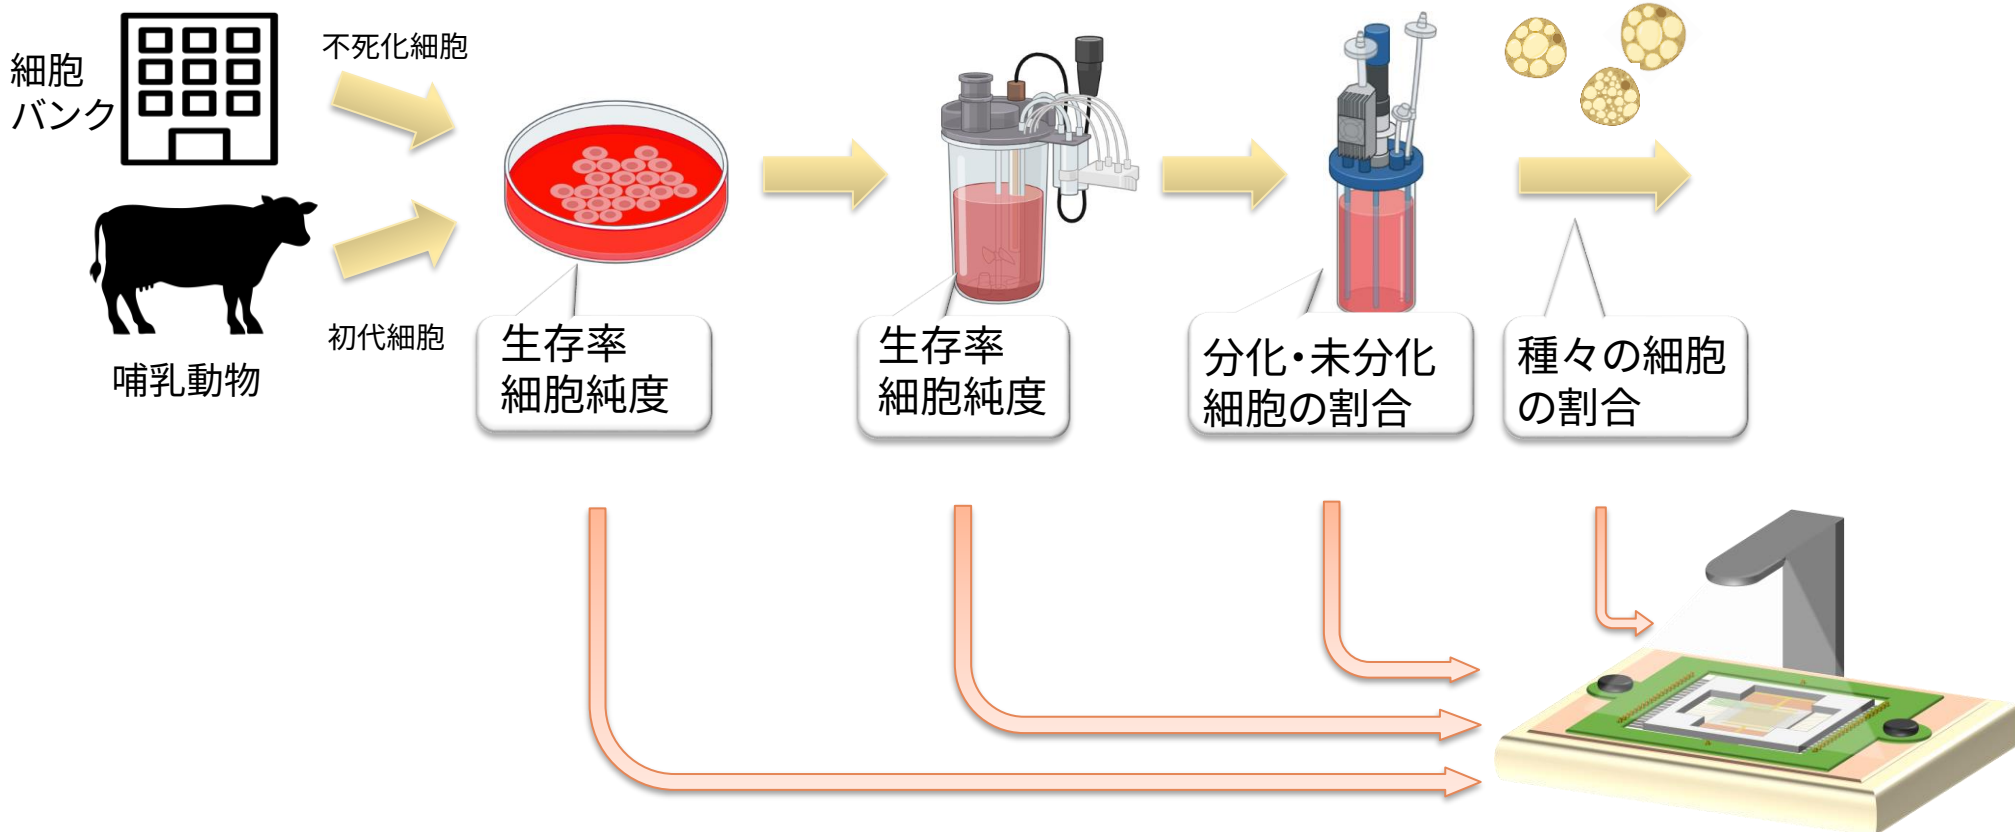 細胞
バンク
不死化細胞
初代細胞
哺乳動物
生存率
細胞純度
生存率
細胞純度
分化・未分化
細胞の割合
種々の細胞
の割合